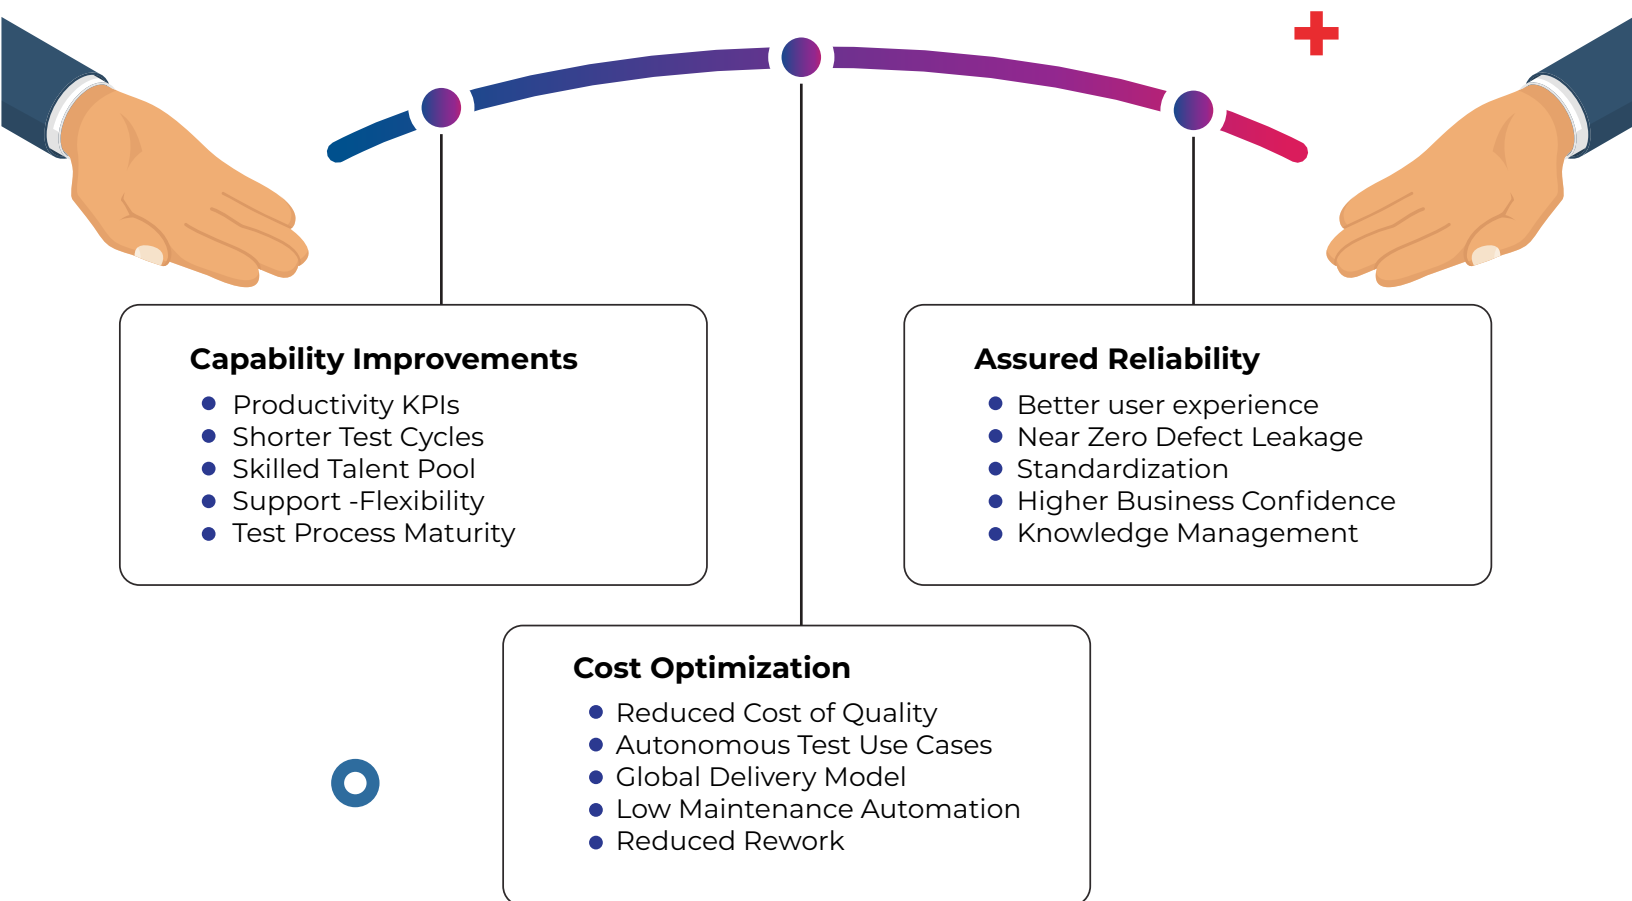 Capability Improvements
Productivity KPIs
Shorter Test Cycles
Skilled Talent Pool
Support -Flexibility
Test Process Maturity
Assured Reliability
Better user experience
Near Zero Defect Leakage
Standardization
Higher Business Confidence
Knowledge Management
Cost Optimization
Reduced Cost of Quality
Autonomous Test Use Cases
Global Delivery Model
Low Maintenance Automation
Reduced Rework